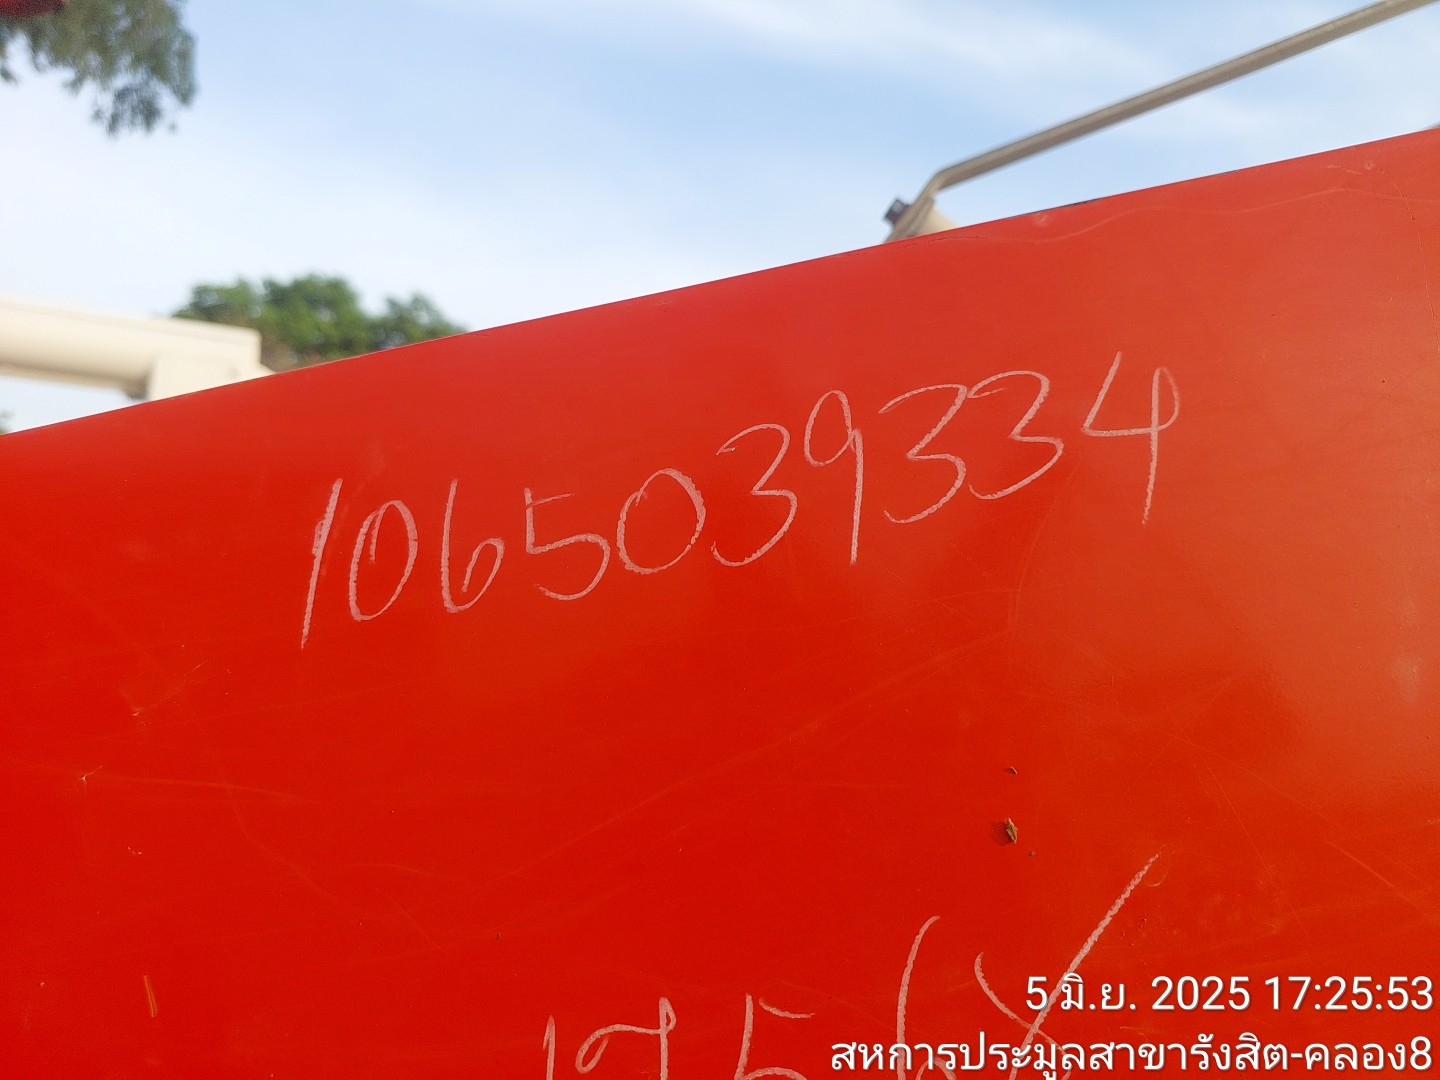 1065039334
5 มิ.ย. 2025 17:25:53
สหการประมูลสาขารังสิต-คลอง8